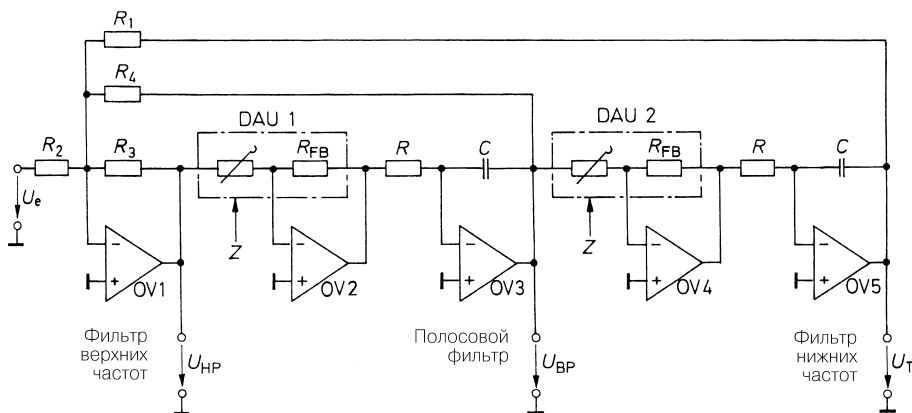 R1
R4
DAU 1
DAU 2
R2
R3
RFB
R
C
RFB
R
C
Ue
Z
Z
−
+
OV1
−
+
OV2
−
+
OV3
−
+
OV4
−
+
OV5
Фильтр
верхних
частот
UHP
Полосовой
фильтр
UBP
Фильтр
нижних
частот
UT